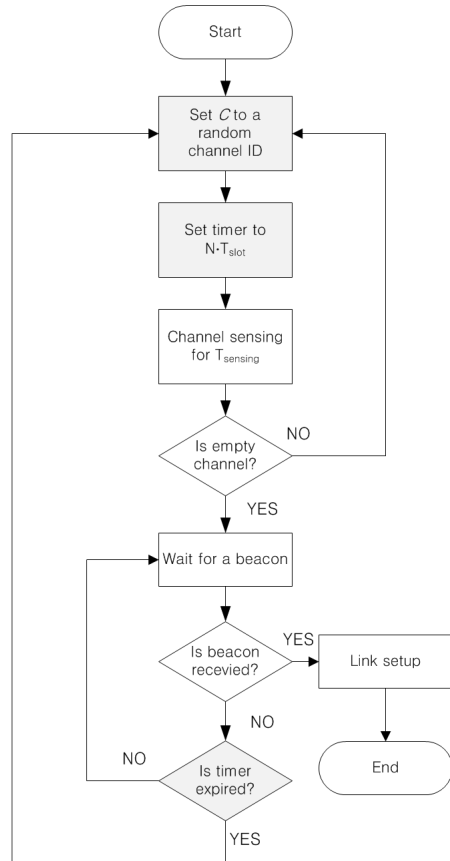 Start
Set C to a
random
channel ID
Set timer to
N·Tslot
Channel sensing
for Tsensing
Is empty
channel?
NO
YES
Wait for a beacon
Is beacon
recevied?
YES
Link setup
NO
Is timer
expired?
NO
End
YES